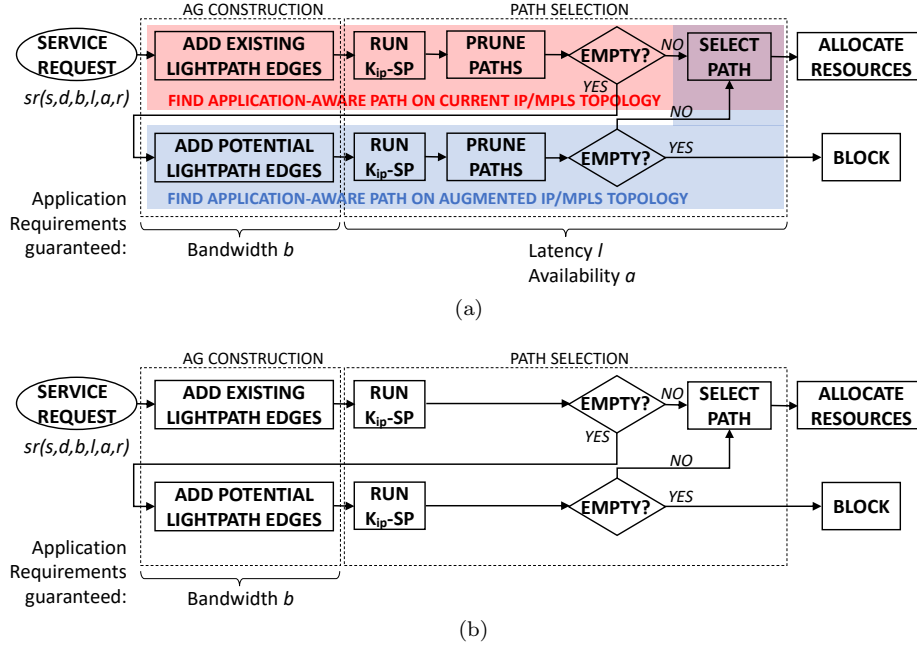 AG CONSTRUCTION
PATH SELECTION
SERVICE
REQUEST
sr(s,d,b,l,a,r)
ADD EXISTING
LIGHTPATH EDGES
RUN
Kip-SP
PRUNE
PATHS
EMPTY?
NO
YES
SELECT
PATH
ALLOCATE
RESOURCES
FIND APPLICATION-AWARE PATH ON CURRENT IP/MPLS TOPOLOGY
ADD POTENTIAL
LIGHTPATH EDGES
RUN
Kip-SP
PRUNE
PATHS
EMPTY?
NO
YES
BLOCK
FIND APPLICATION-AWARE PATH ON AUGMENTED IP/MPLS TOPOLOGY
Application
Requirements
guaranteed:
Bandwidth b
Latency l
Availability a
(a)
AG CONSTRUCTION
PATH SELECTION
SERVICE
REQUEST
sr(s,d,b,l,a,r)
ADD EXISTING
LIGHTPATH EDGES
RUN
Kip-SP
EMPTY?
NO
YES
SELECT
PATH
ALLOCATE
RESOURCES
ADD POTENTIAL
LIGHTPATH EDGES
RUN
Kip-SP
EMPTY?
NO
YES
BLOCK
Application
Requirements
guaranteed:
Bandwidth b
(b)